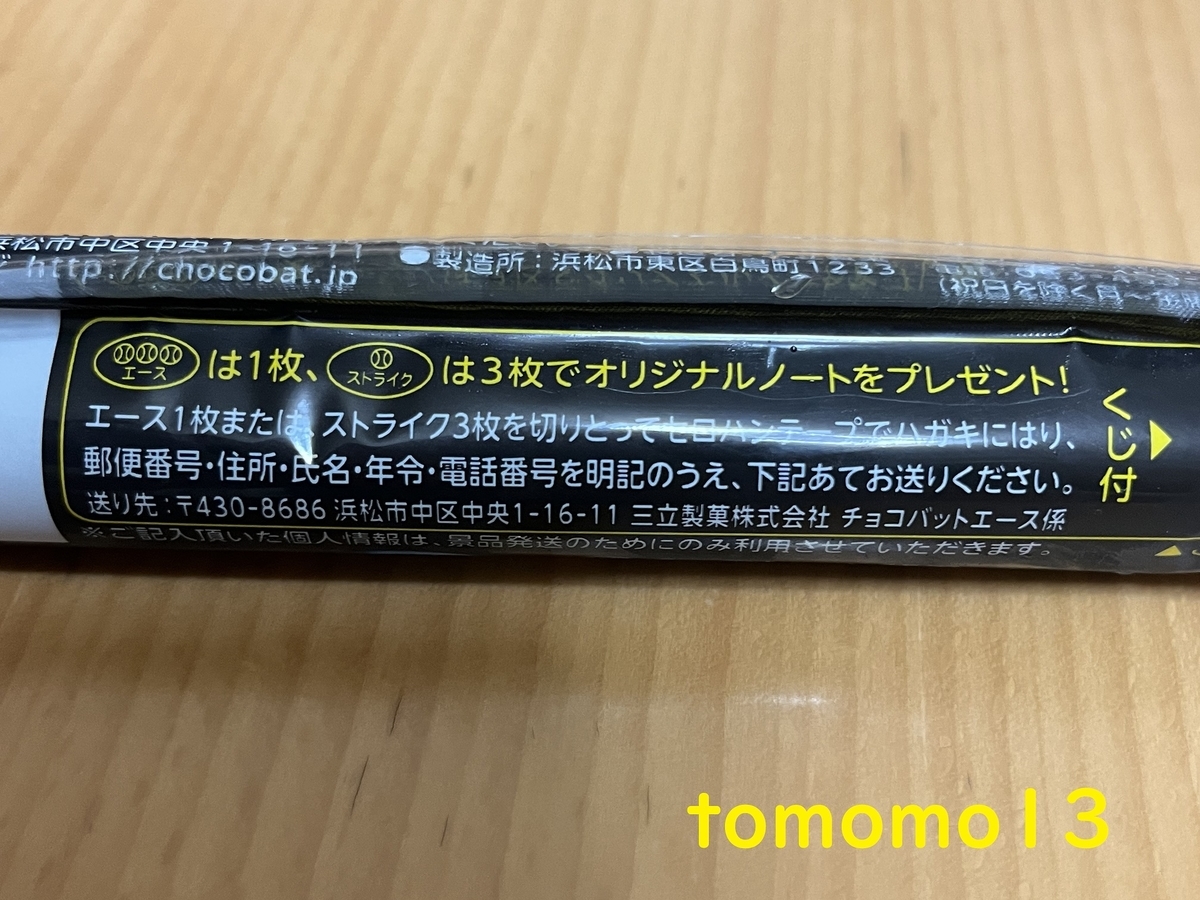 松市中区中央1-16-11
http://chocobat.jp
●製造所：浜松市東区白鳥町1233
(祝日を除く月～金
エース は1枚、ストライク は3枚でオリジナルノートをプレゼント！
エース1枚または、ストライク3枚を切りとってセロハンテープでハガキにはり、
郵便番号・住所・氏名・年令・電話番号を明記のうえ、下記あてお送りください。
送り先：〒430-8686 浜松市中区中央1-16-11 三立製菓株式会社 チョコバットエース係
※ご記入頂いた個人情報は、景品発送のためにのみ利用させていただきます。
くじ付
tomomo13